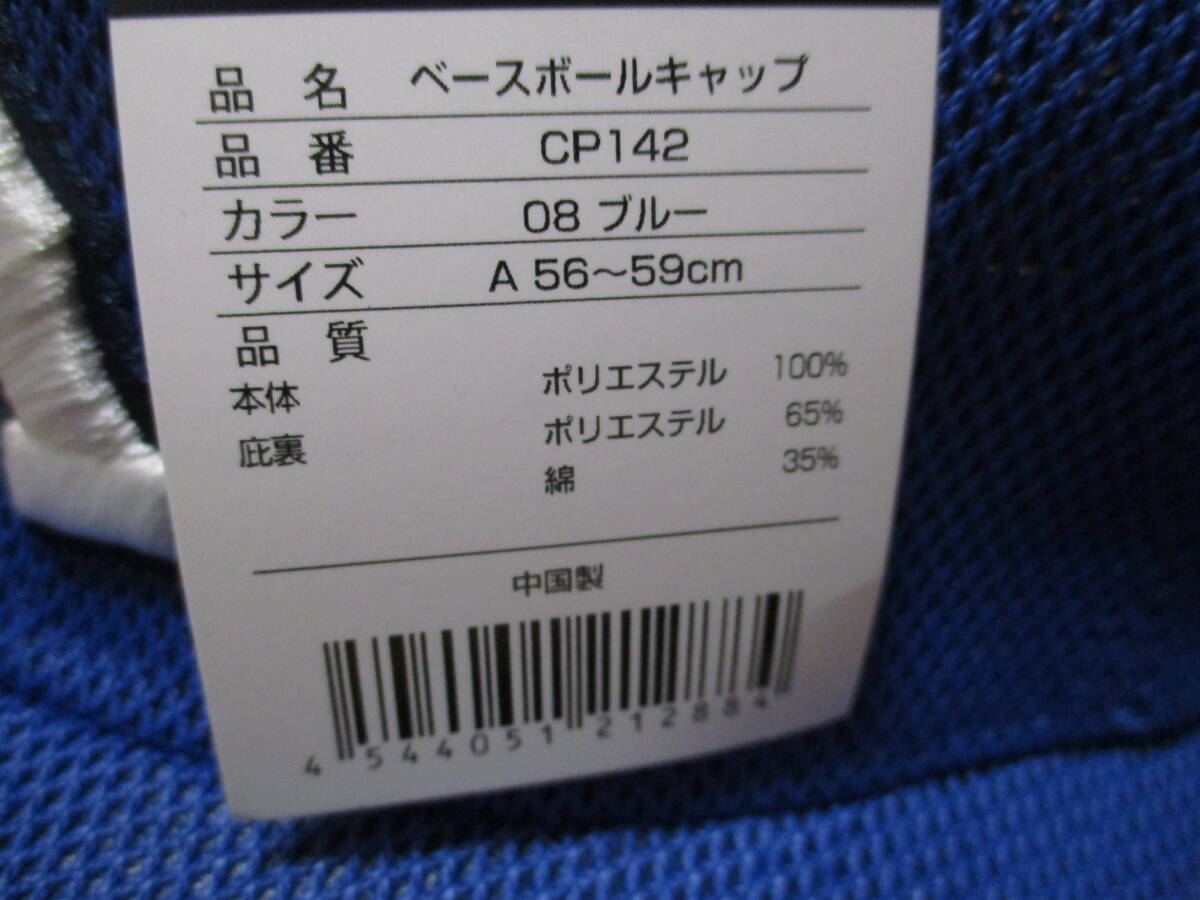 品 名 ベースボールキャップ
品 番 CP142
カラー 08 ブルー
サイズ A 56〜59cm
品 質
本体 ポリエステル 100%
庇裏 ポリエステル 65%
綿 35%
中国製
4 544051 212884